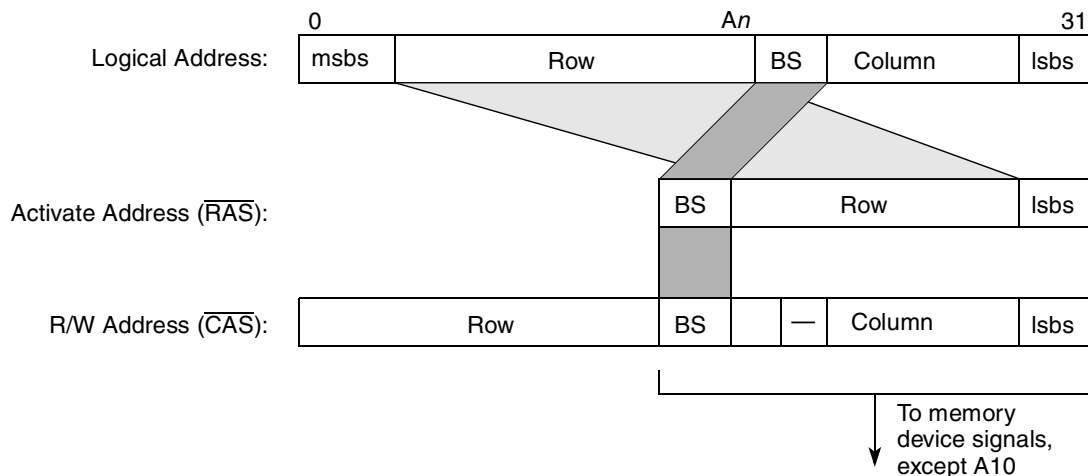 0 An 31
Logical Address: msbs Row BS Column lsbs
Activate Address (RAS): BS Row lsbs
R/W Address (CAS): Row BS — Column lsbs
To memory
device signals,
except A10